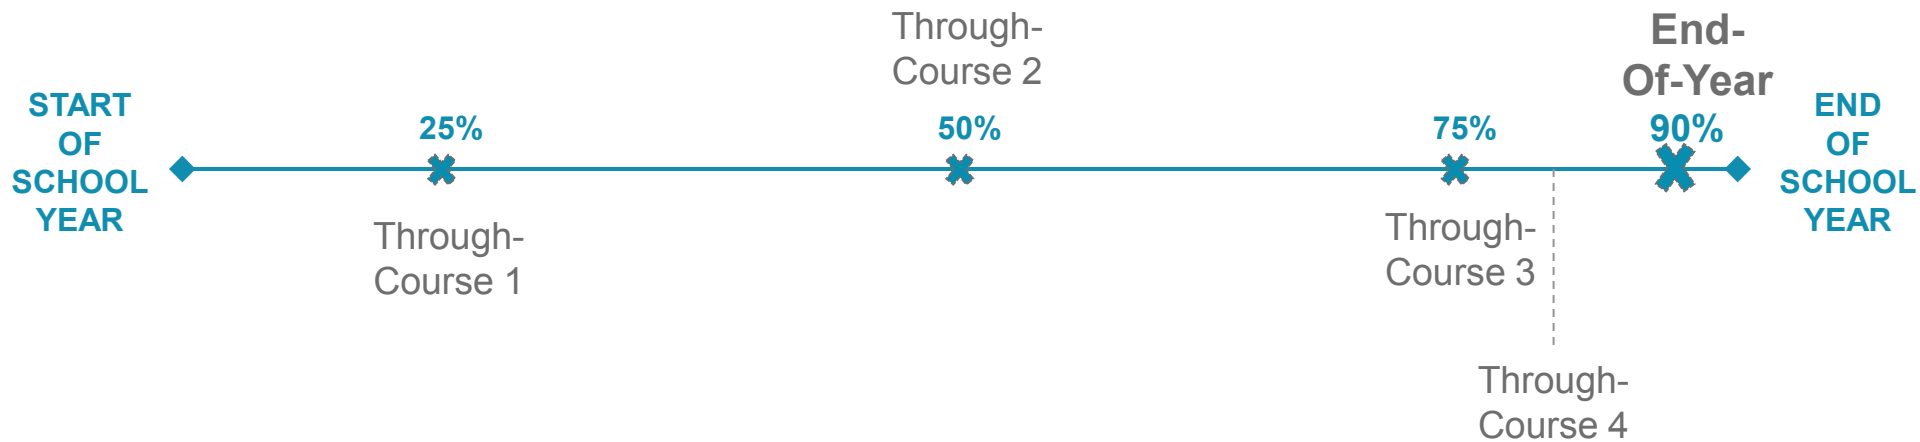 START
OF
SCHOOL
YEAR
25%
Through-
Course 1
Through-
Course 2
50%
75%
Through-
Course 3
Through-
Course 4
End-
Of-Year
90%
END
OF
SCHOOL
YEAR